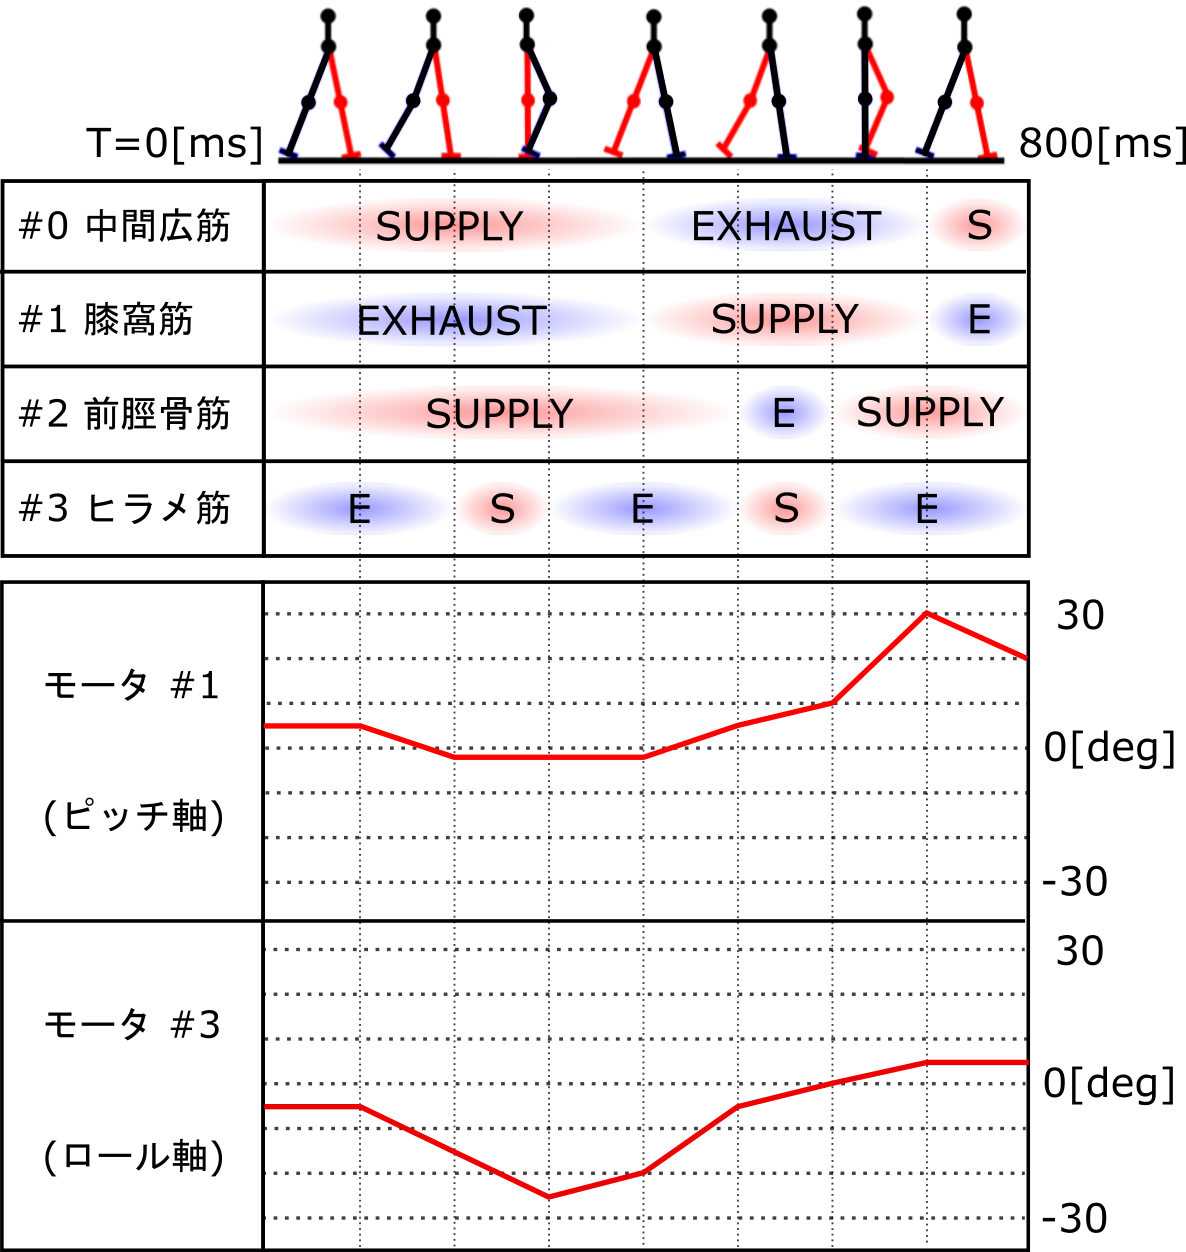 T=0[ms]
800[ms]
#0 中間広筋 SUPPLY EXHAUST S
#1 膝窩筋 EXHAUST SUPPLY E
#2 前脛骨筋 SUPPLY E SUPPLY
#3 ヒラメ筋 E S E S E
30
モータ #1
0[deg]
(ピッチ軸)
-30
30
モータ #3
0[deg]
(ロール軸)
-30